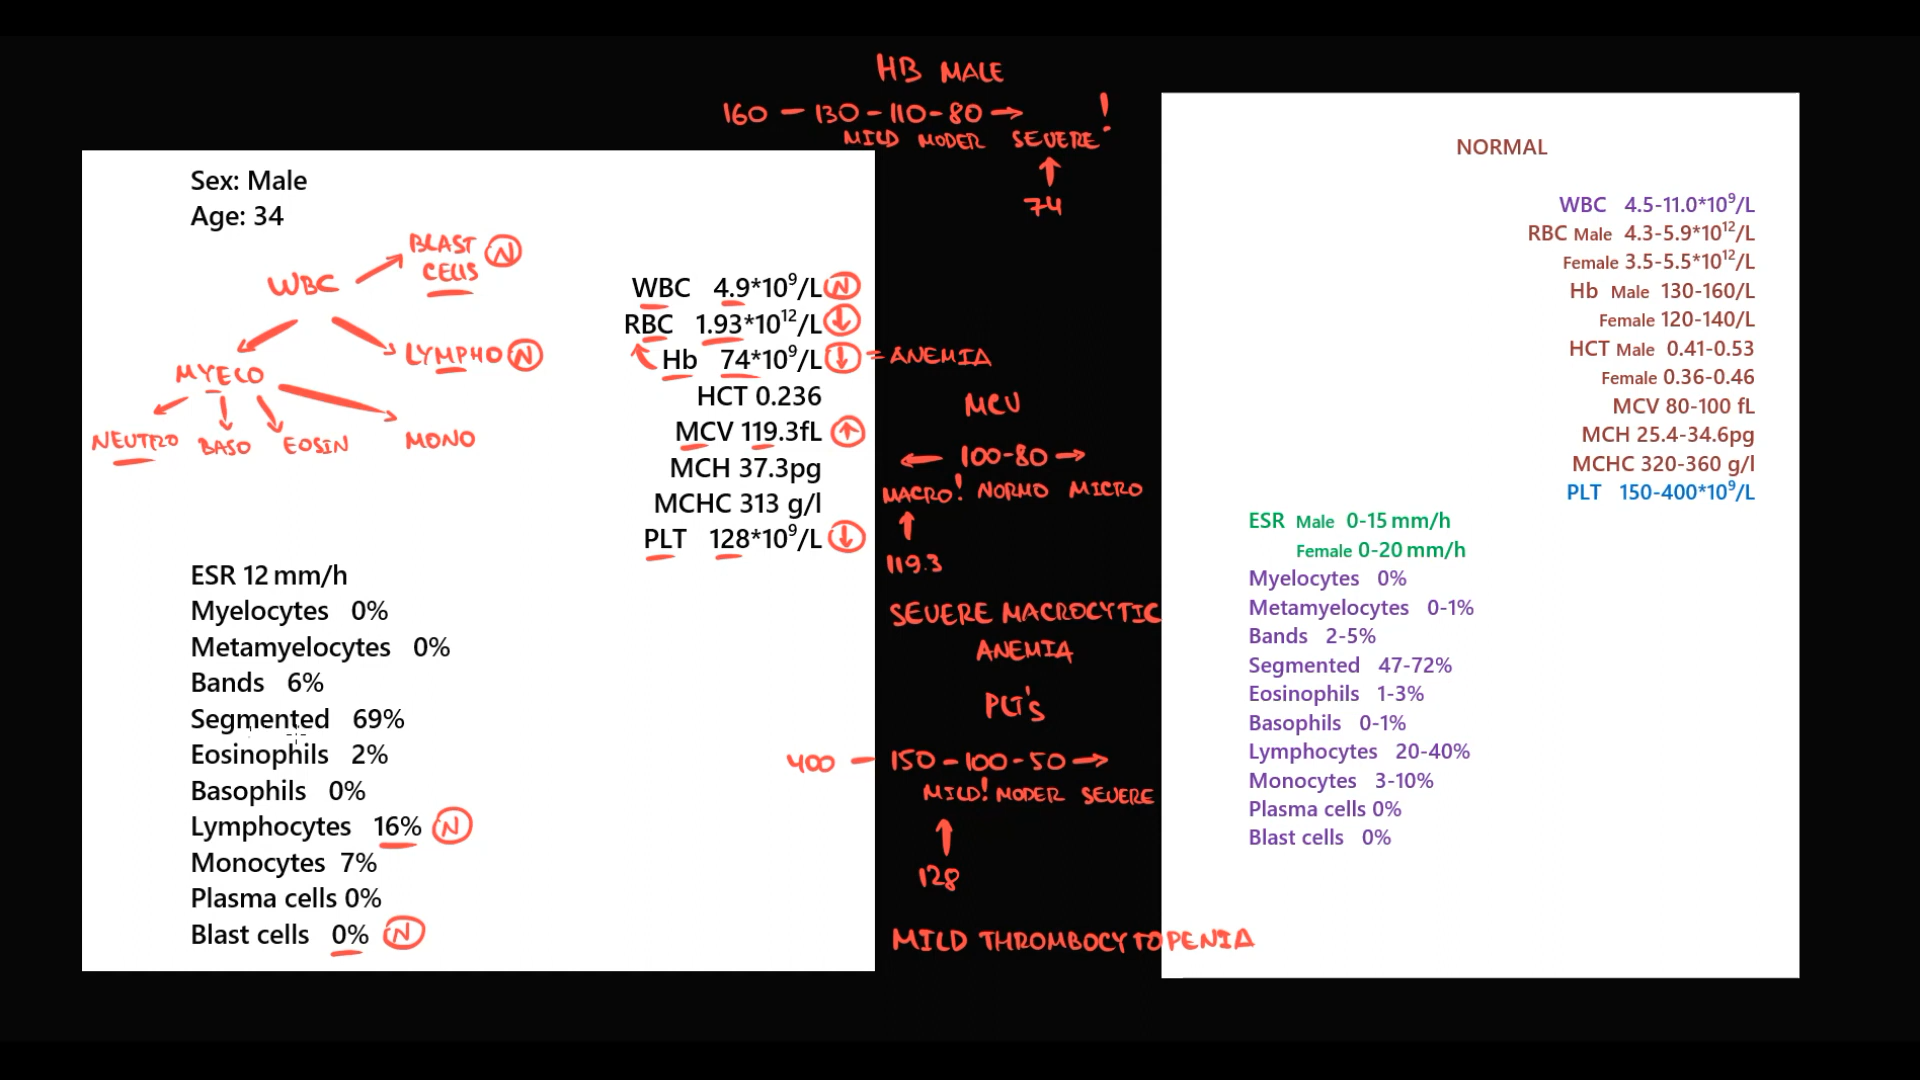 HB MALE
160 — 130 - 110 - 80 →
MILD MODER SEVERE!
74
Sex: Male
Age: 34
WBC → BLAST CELLS N
MYELO
LYMPHO N
NEUTRO BASO EOSIN MONO
WBC 4.9*10⁹/L N
RBC 1.93*10¹²/L ↓
Hb 74*10⁹/L ↓ = ANEMIA
HCT 0.236
MCV 119.3fL ↑
MCH 37.3pg
MCHC 313 g/l
PLT 128*10⁹/L ↓
ESR 12 mm/h
Myelocytes 0%
Metamyelocytes 0%
Bands 6%
Segmented 69%
Eosinophils 2%
Basophils 0%
Lymphocytes 16% N
Monocytes 7%
Plasma cells 0%
Blast cells 0% N
MCV
← 100-80 →
MACRO! NORMO MICRO
119.3
SEVERE MACROCYTIC
ANEMIA
PLT's
400 — 150 - 100 - 50 →
MILD! MODER SEVERE
128
MILD THROMBOCYTOPENIA
NORMAL
WBC 4.5-11.0*10⁹/L
RBC Male 4.3-5.9*10¹²/L
Female 3.5-5.5*10¹²/L
Hb Male 130-160/L
Female 120-140/L
HCT Male 0.41-0.53
Female 0.36-0.46
MCV 80-100 fL
MCH 25.4-34.6pg
MCHC 320-360 g/l
PLT 150-400*10⁹/L
ESR Male 0-15 mm/h
Female 0-20 mm/h
Myelocytes 0%
Metamyelocytes 0-1%
Bands 2-5%
Segmented 47-72%
Eosinophils 1-3%
Basophils 0-1%
Lymphocytes 20-40%
Monocytes 3-10%
Plasma cells 0%
Blast cells 0%